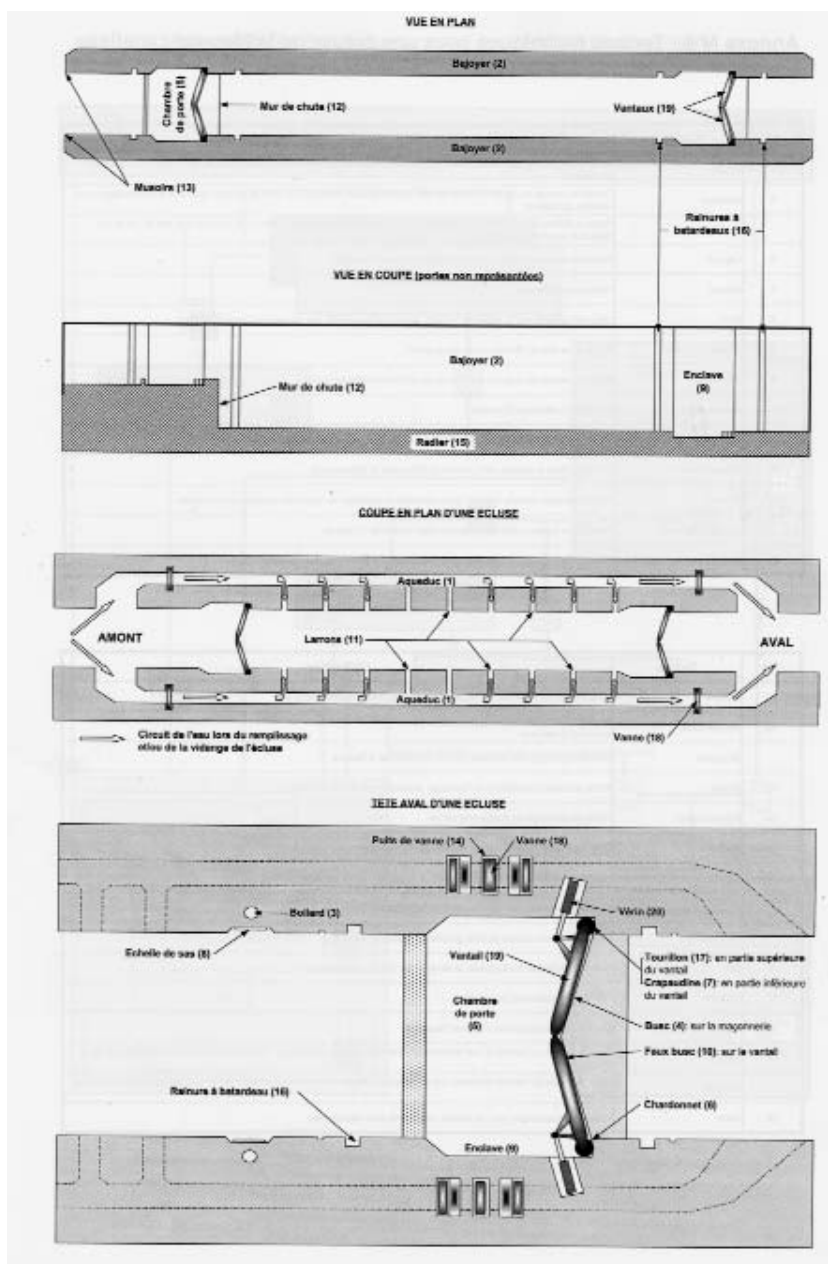 VUE EN PLAN
Bajoyer (2)
Chambre
de porte (5)
Mur de chute (12)
Vantaux (19)
Bajoyer (2)
Musoirs (13)
Rainures à
batardeaux (16)
VUE EN COUPE (portes non représentées)
Bajoyer (2)
Enclave
(9)
Mur de chute (12)
Radier (15)
COUPE EN PLAN D'UNE ECLUSE
Aqueduc (1)
AMONT
Larrons (11)
AVAL
Aqueduc (1)
Circuit de l'eau lors du remplissage
et/ou de la vidange de l'écluse
Vanne (18)
TETE AVAL D'UNE ECLUSE
Puits de vanne (14)
Vanne (18)
Bollard (3)
Vérin (20)
Echelle de sas (8)
Vantail (19)
Tourillon (17): en partie supérieure
du vantail
Crapaudine (7): en partie inférieure
du vantail
Chambre
de porte
(5)
Busc (4): sur la maçonnerie
Faux busc (10): sur le vantail
Rainure à batardeau (16)
Chardonnet (6)
Enclave (9)